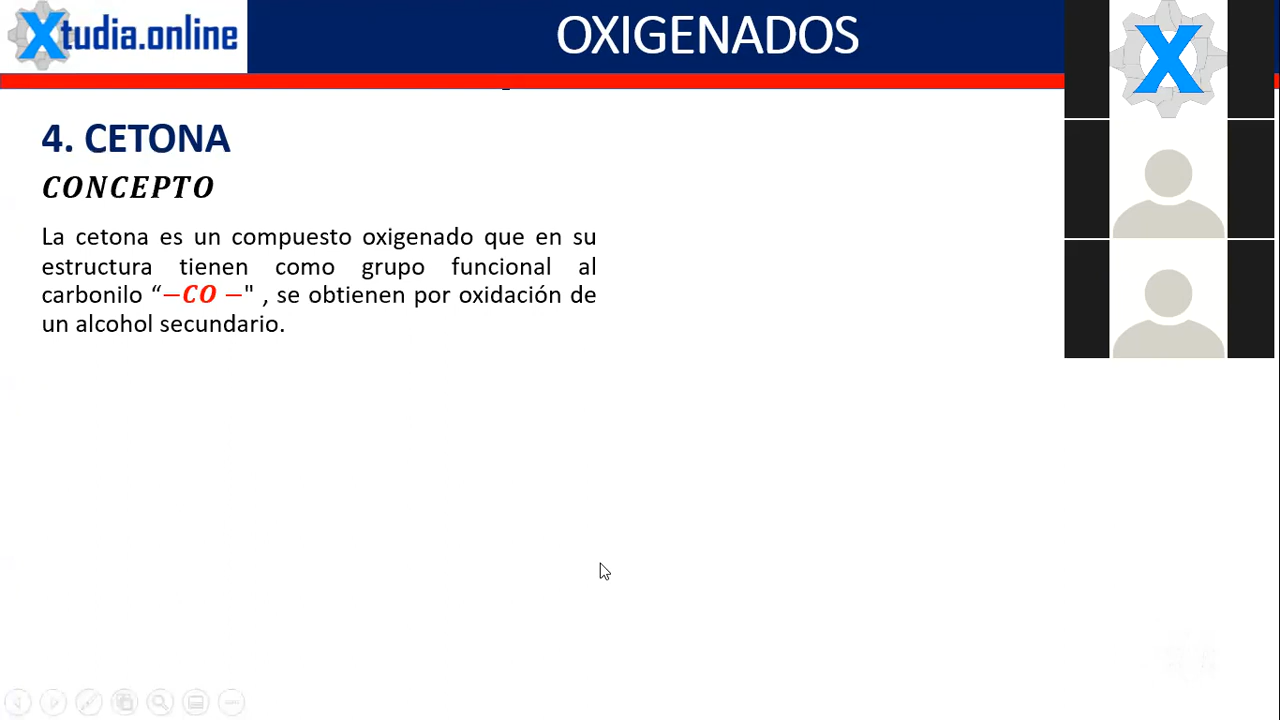 Xtudia.online
OXIGENADOS
X
4. CETONA
CONCEPTO
La cetona es un compuesto oxigenado que en su
estructura tienen como grupo funcional al
carbonilo “−CO −" , se obtienen por oxidación de
un alcohol secundario.